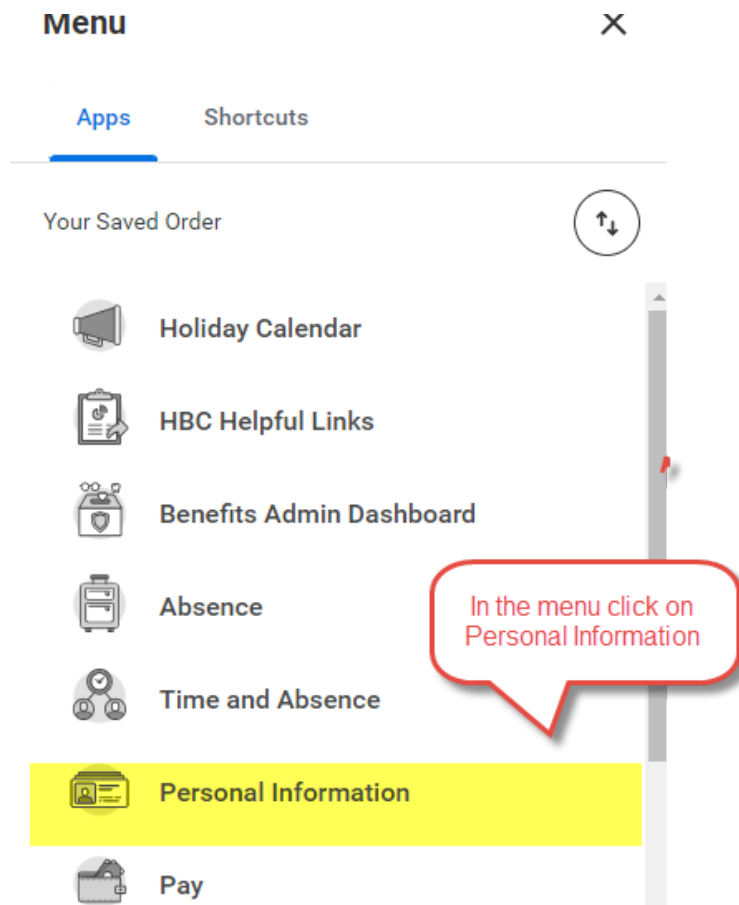 Menu
Apps Shortcuts
Your Saved Order
Holiday Calendar
HBC Helpful Links
Benefits Admin Dashboard
Absence
In the menu click on
Personal Information
Time and Absence
Personal Information
Pay